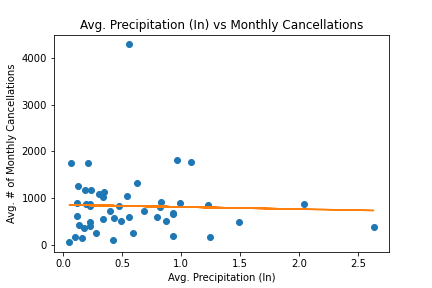 Avg. Precipitation (In) vs Monthly Cancellations
4000
3000
2000
1000
0
Avg. # of Monthly Cancellations
0.0 0.5 1.0 1.5 2.0 2.5
Avg. Precipitation (In)